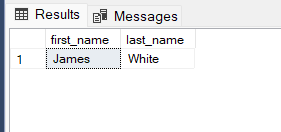 Results Messages
first_name last_name
1 James White